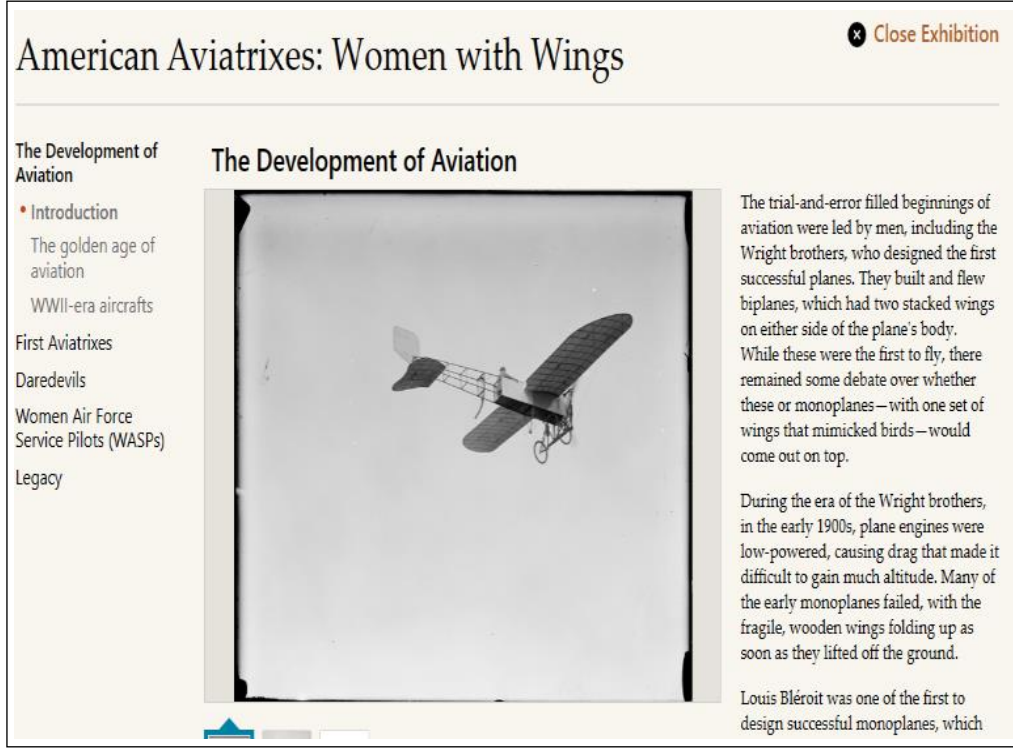 American Aviatrixes: Women with Wings
Close Exhibition
The Development of
Aviation
Introduction
The golden age of
aviation
WWII-era aircrafts
First Aviatrixes
Daredevils
Women Air Force
Service Pilots (WASPs)
Legacy
The Development of Aviation
The trial-and-error filled beginnings of
aviation were led by men, including the
Wright brothers, who designed the first
successful planes. They built and flew
biplanes, which had two stacked wings
on either side of the plane's body.
While these were the first to fly, there
remained some debate over whether
these or monoplanes—with one set of
wings that mimicked birds—would
come out on top.
During the era of the Wright brothers,
in the early 1900s, plane engines were
low-powered, causing drag that made it
difficult to gain much altitude. Many of
the early monoplanes failed, with the
fragile, wooden wings folding up as
soon as they lifted off the ground.
Louis Bléroit was one of the first to
design successful monoplanes, which